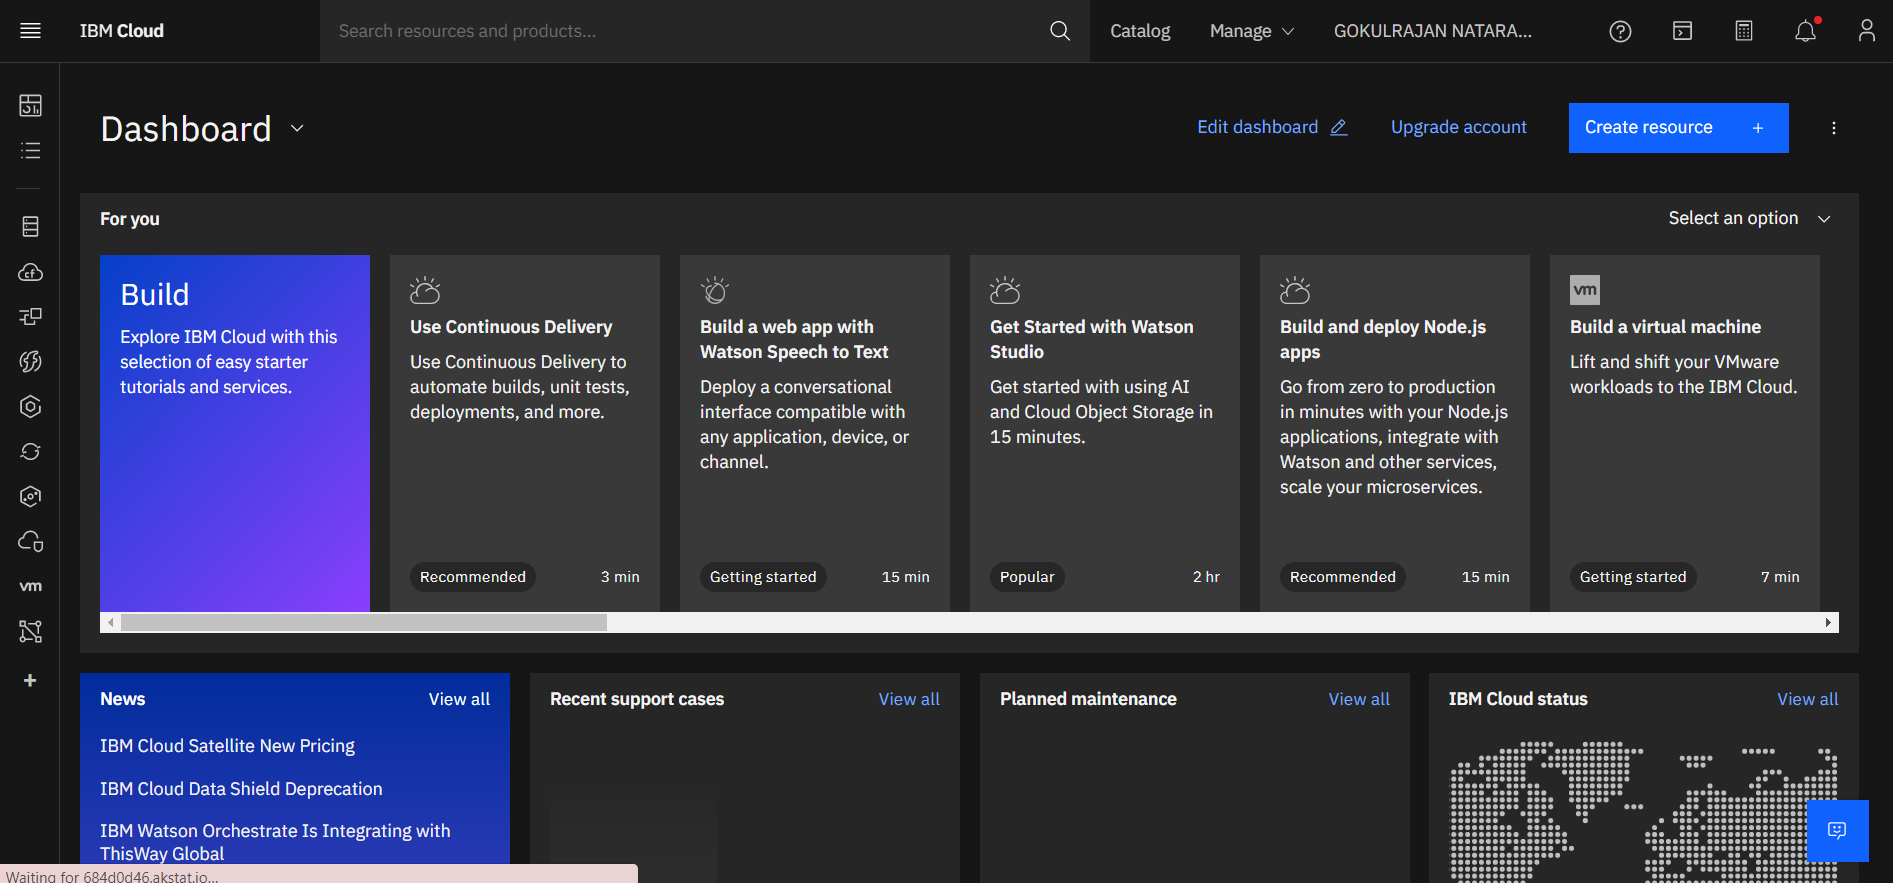 IBM Cloud
Search resources and products...
Catalog
Manage
GOKULRAJAN NATARA...
Dashboard
Edit dashboard
Upgrade account
Create resource +
For you
Select an option
Build
Explore IBM Cloud with this
selection of easy starter
tutorials and services.
Use Continuous Delivery
Use Continuous Delivery to
automate builds, unit tests,
deployments, and more.
Recommended
3 min
Build a web app with
Watson Speech to Text
Deploy a conversational
interface compatible with
any application, device, or
channel.
Getting started
15 min
Get Started with Watson
Studio
Get started with using AI
and Cloud Object Storage in
15 minutes.
Popular
2 hr
Build and deploy Node.js
apps
Go from zero to production
in minutes with your Node.js
applications, integrate with
Watson and other services,
scale your microservices.
Recommended
15 min
vm
Build a virtual machine
Lift and shift your VMware
workloads to the IBM Cloud.
Getting started
7 min
cf
vm
+
News
View all
IBM Cloud Satellite New Pricing
IBM Cloud Data Shield Deprecation
IBM Watson Orchestrate Is Integrating with
ThisWay Global
Recent support cases
View all
Planned maintenance
View all
IBM Cloud status
View all
Waiting for 684d0d46.akstat.io...